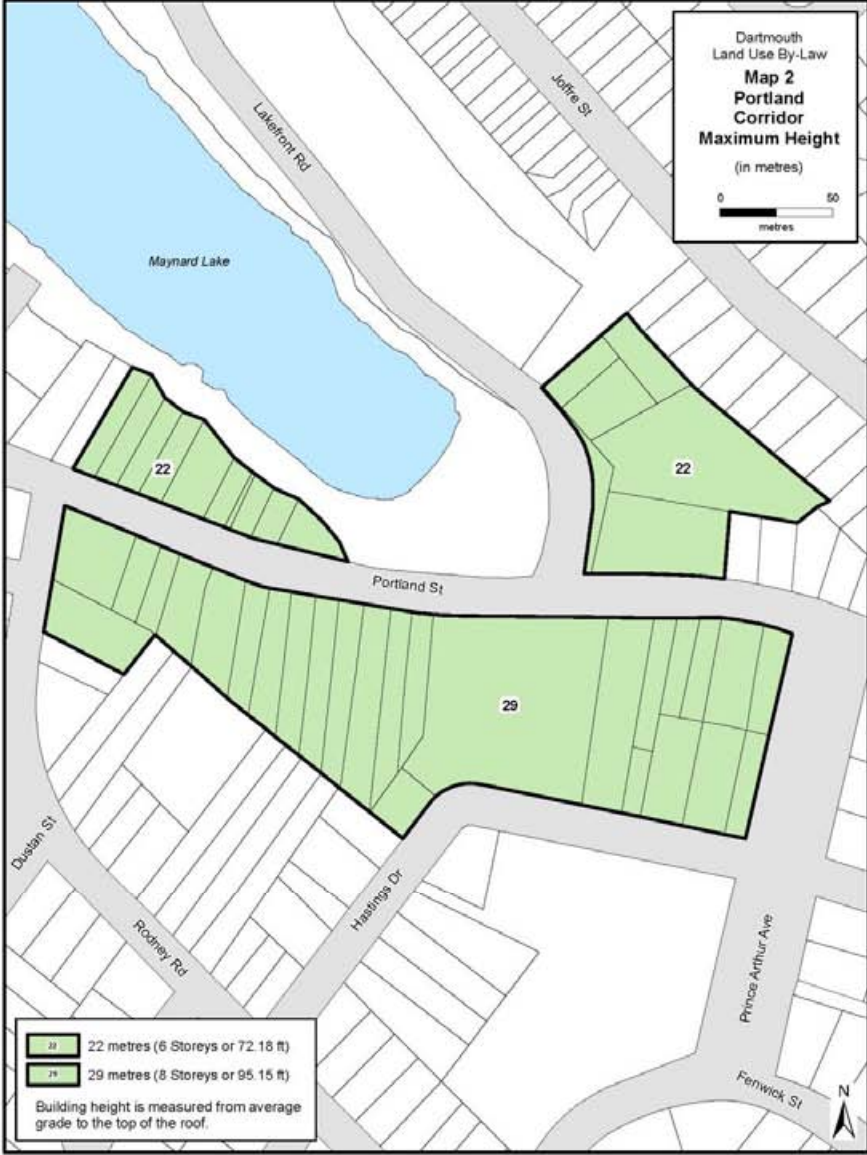 Dartmouth
Land Use By-Law
Map 2
Portland
Corridor
Maximum Height
(in metres)
0 50
metres
Joffre St
Lakefront Rd
Maynard Lake
22
22
Portland St
29
Dustan St
Hastings Dr
Rodney Rd
Prince Arthur Ave
Fenwick St
N
22 22 metres (6 Storeys or 72.18 ft)
29 29 metres (8 Storeys or 95.15 ft)
Building height is measured from average
grade to the top of the roof.